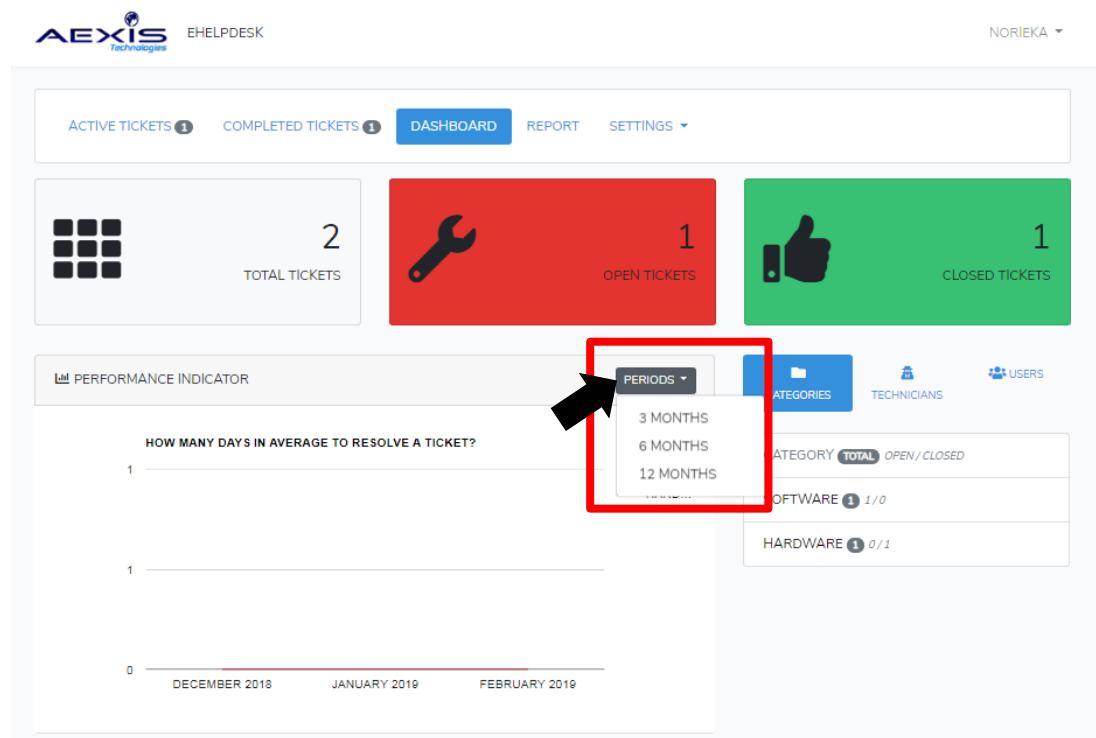 AEXIS
Technologies
EHELPDESK
NORIEKA
ACTIVE TICKETS 1 COMPLETED TICKETS 1 DASHBOARD REPORT SETTINGS
2
TOTAL TICKETS
1
OPEN TICKETS
1
CLOSED TICKETS
PERFORMANCE INDICATOR
PERIODS
3 MONTHS
6 MONTHS
12 MONTHS
HOW MANY DAYS IN AVERAGE TO RESOLVE A TICKET?
1
1
0
DECEMBER 2018 JANUARY 2019 FEBRUARY 2019
ATEGORIES
TECHNICIANS
USERS
ATEGORY TOTAL OPEN / CLOSED
OFTWARE 1 1 / 0
HARDWARE 1 0 / 1